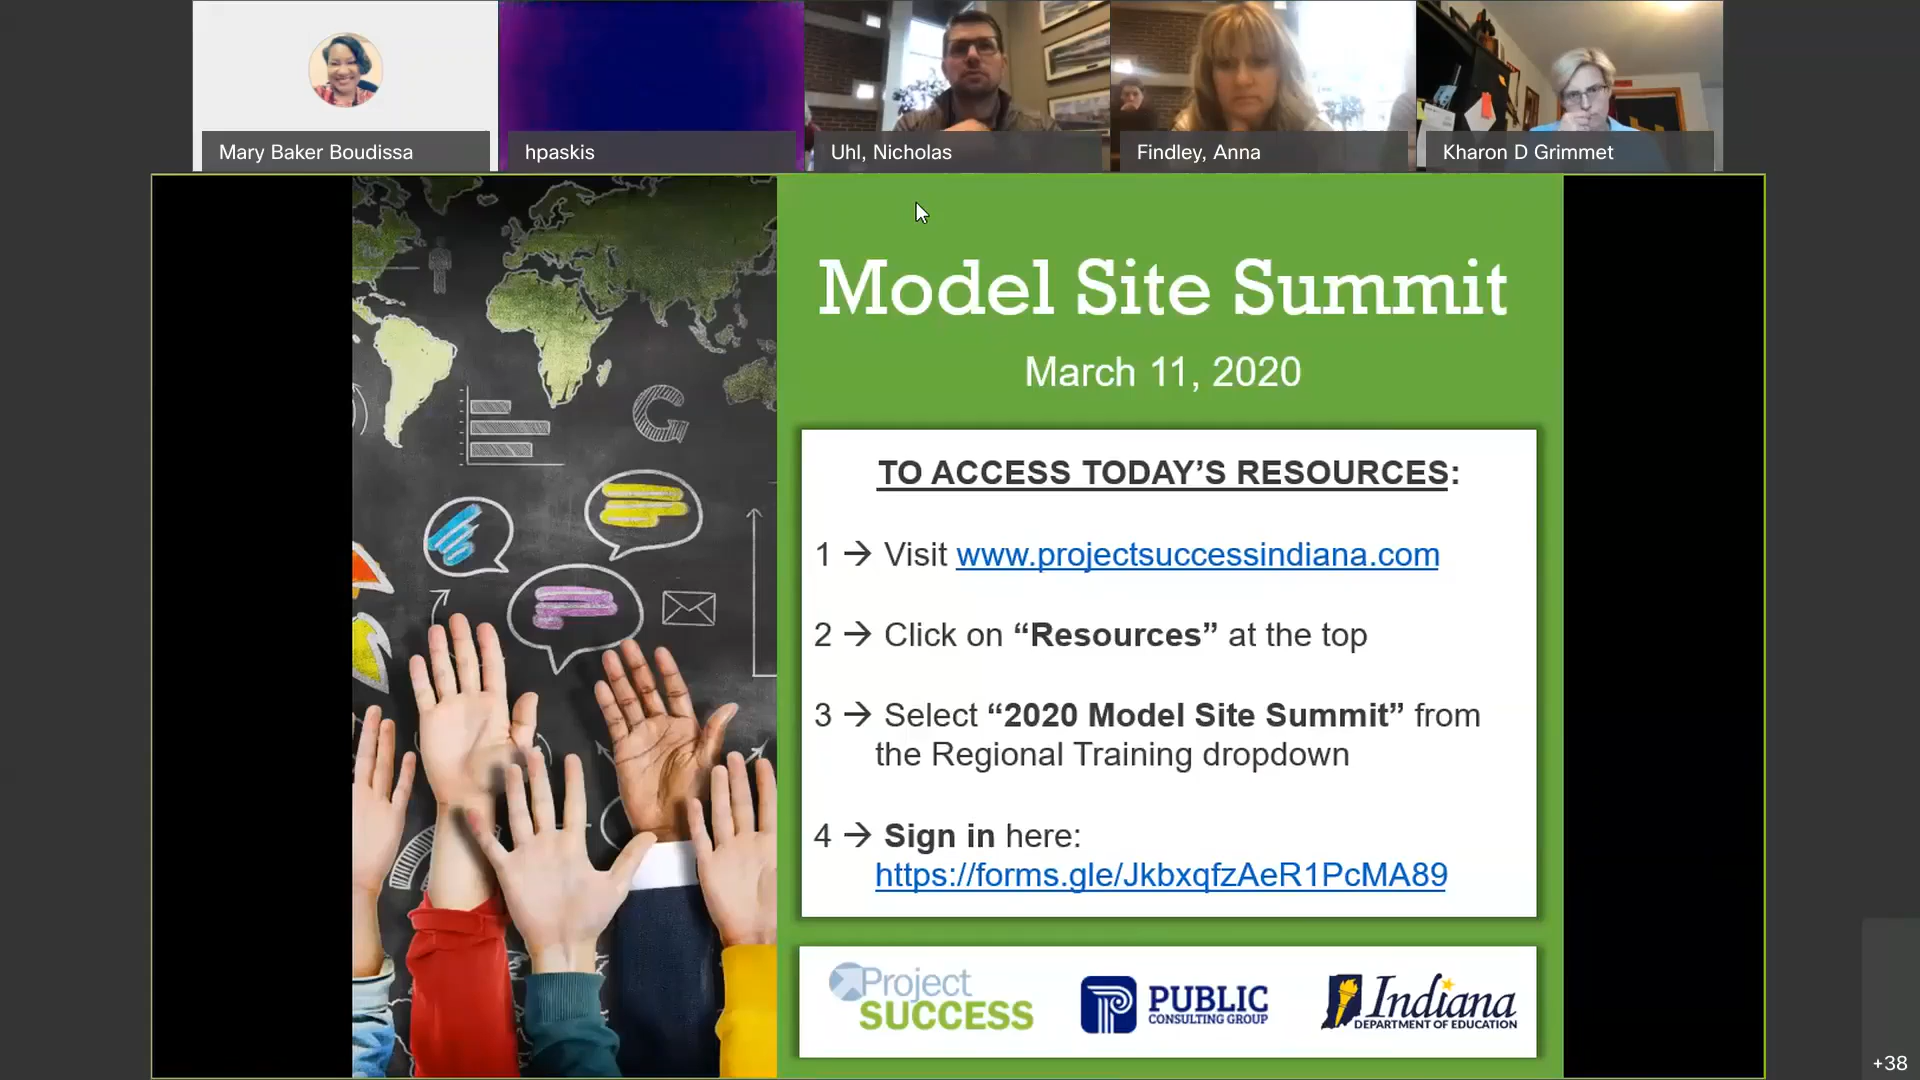 Mary Baker Boudissa
hpaskis
Uhl, Nicholas
Findley, Anna
Kharon D Grimmet
Model Site Summit
March 11, 2020
TO ACCESS TODAY’S RESOURCES:
1 → Visit www.projectsuccessindiana.com
2 → Click on “Resources” at the top
3 → Select “2020 Model Site Summit” from
the Regional Training dropdown
4 → Sign in here:
https://forms.gle/JkbxqfzAeR1PcMA89
G
Project
SUCCESS
PUBLIC
CONSULTING GROUP
Indiana
DEPARTMENT OF EDUCATION
+38